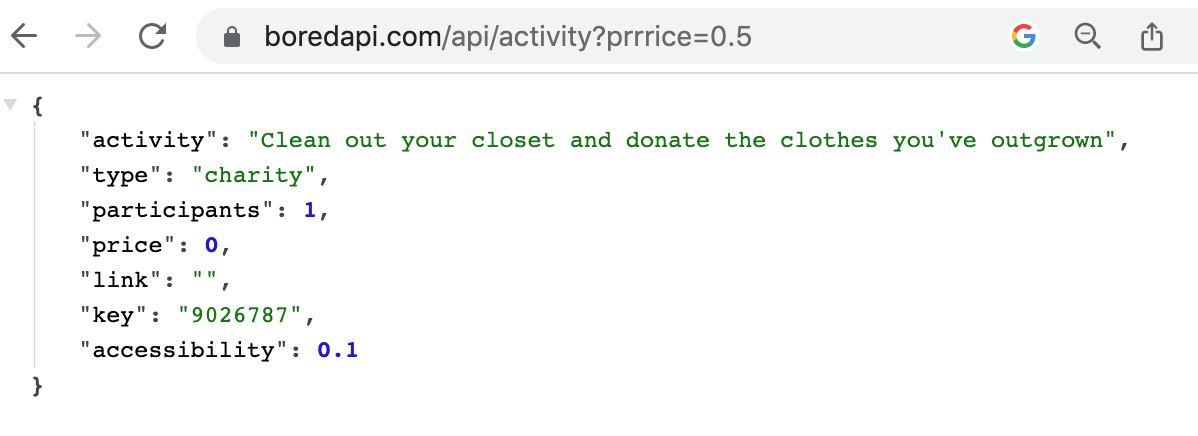 boredapi.com/api/activity?prrrice=0.5
{
"activity": "Clean out your closet and donate the clothes you've outgrown",
"type": "charity",
"participants": 1,
"price": 0,
"link": "",
"key": "9026787",
"accessibility": 0.1
}